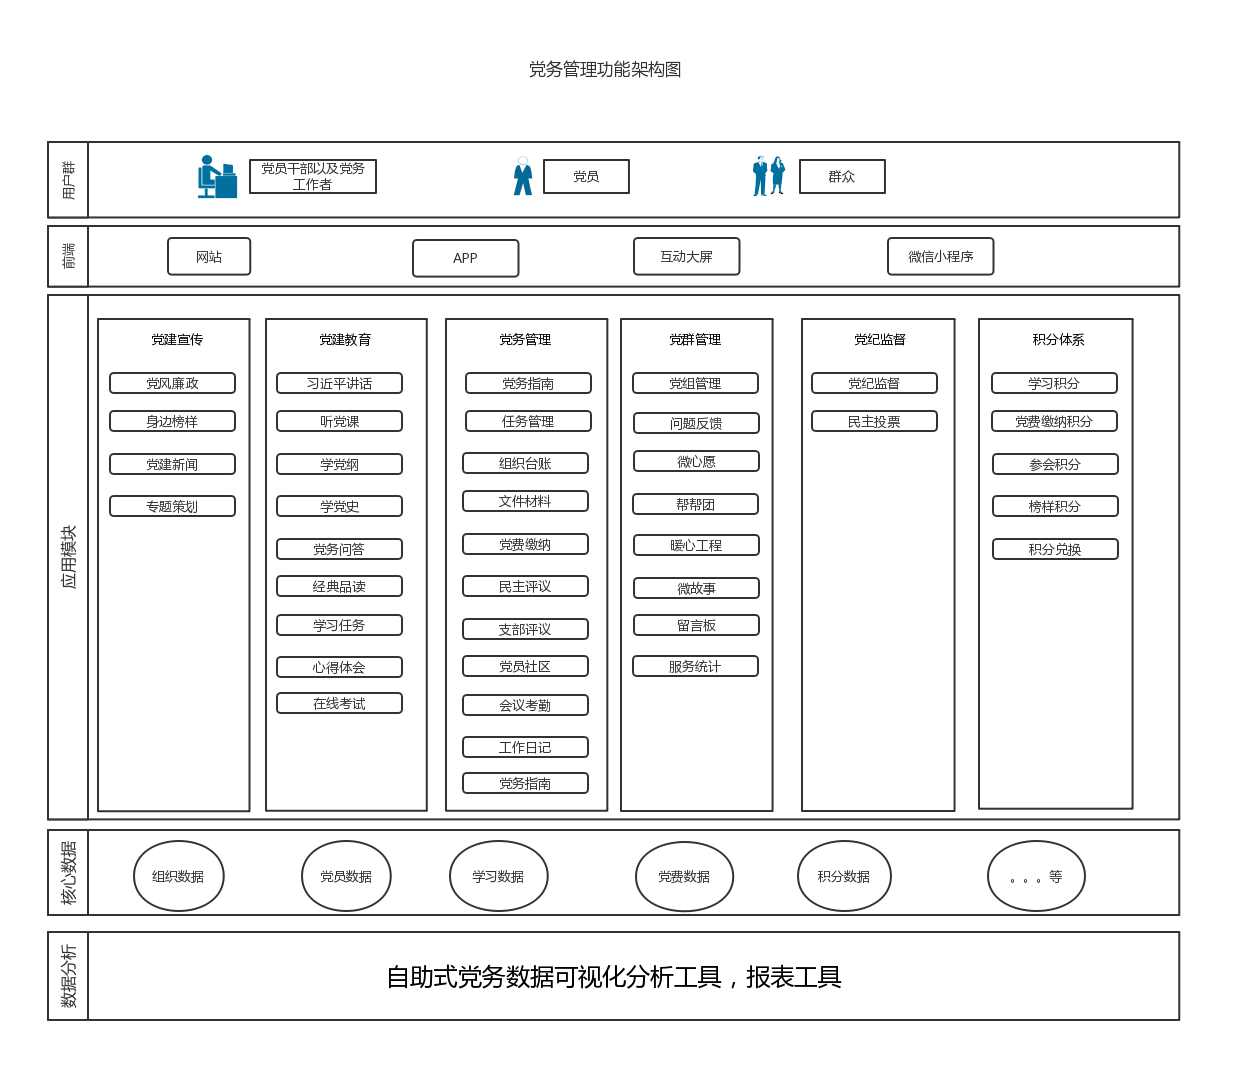 党务管理功能架构图
用户群
党员干部以及党务
工作者
党员
群众
前端
网站
APP
互动大屏
微信小程序
应用模块
党建宣传
党风廉政
身边榜样
党建新闻
专题策划
党建教育
习近平讲话
听党课
学党纲
学党史
党务问答
经典品读
学习任务
心得体会
在线考试
党务管理
党务指南
任务管理
组织台账
文件材料
党费缴纳
民主评议
支部评议
党员社区
会议考勤
工作日记
党务指南
党群管理
党组管理
问题反馈
微心愿
帮帮团
暖心工程
微故事
留言板
服务统计
党纪监督
党纪监督
民主投票
积分体系
学习积分
党费缴纳积分
参会积分
榜样积分
积分兑换
核心数据
组织数据
党员数据
学习数据
党费数据
积分数据
。。。等
数据分析
自助式党务数据可视化分析工具，报表工具